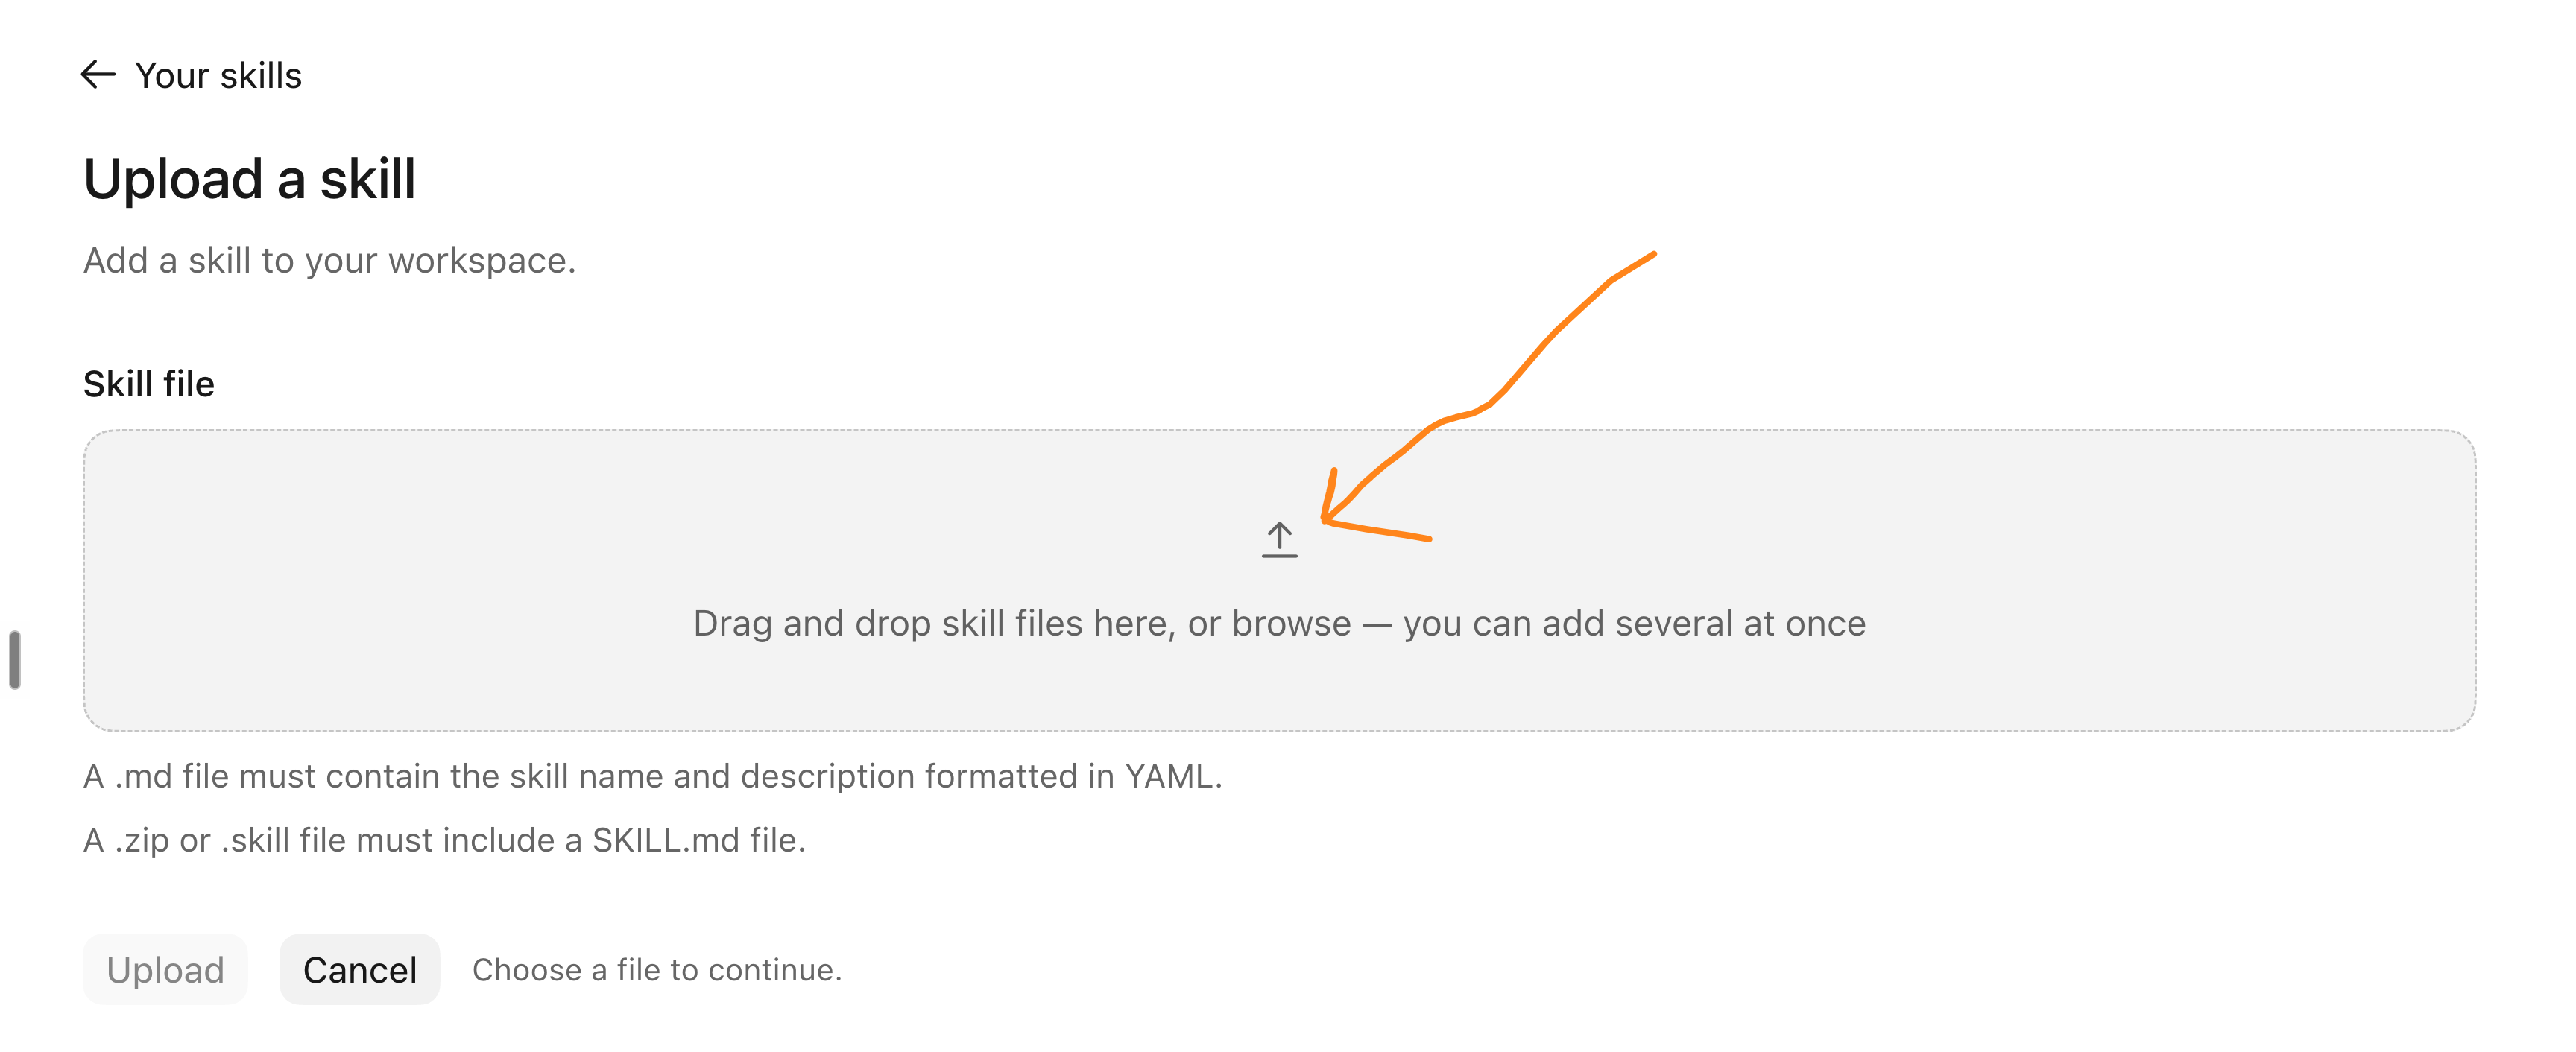 Your skills
Upload a skill
Add a skill to your workspace.
Skill file
Drag and drop skill files here, or browse — you can add several at once
A .md file must contain the skill name and description formatted in YAML.
A .zip or .skill file must include a SKILL.md file.
Upload
Cancel
Choose a file to continue.